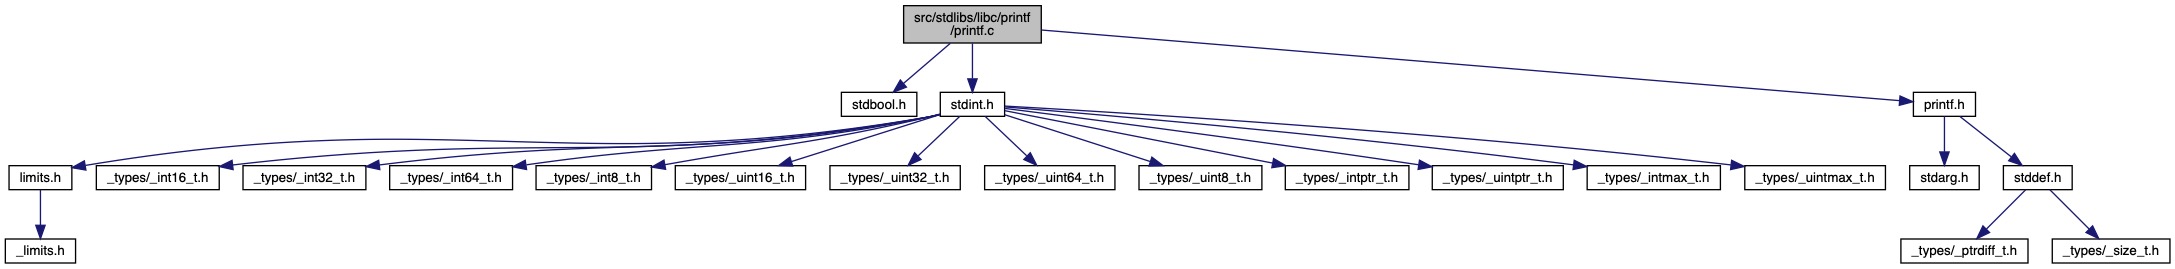 src/stdlibs/libc/printf
/printf.c
stdbool.h
stdint.h
printf.h
limits.h
_types/_int16_t.h
_types/_int32_t.h
_types/_int64_t.h
_types/_int8_t.h
_types/_uint16_t.h
_types/_uint32_t.h
_types/_uint64_t.h
_types/_uint8_t.h
_types/_intptr_t.h
_types/_uintptr_t.h
_types/_intmax_t.h
_types/_uintmax_t.h
stdarg.h
stddef.h
_limits.h
_types/_ptrdiff_t.h
_types/_size_t.h